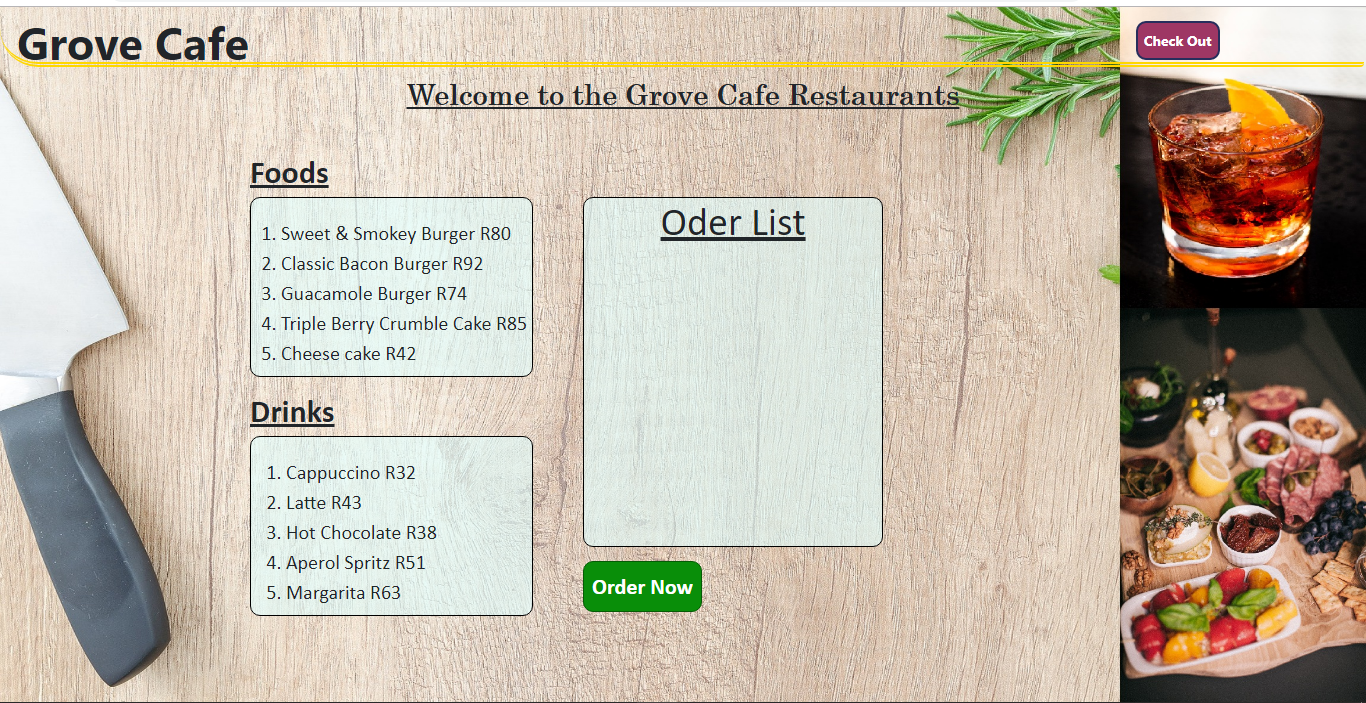 Grove Cafe
Check Out
Welcome to the Grove Cafe Restaurants
Foods
1. Sweet & Smokey Burger R80
2. Classic Bacon Burger R92
3. Guacamole Burger R74
4. Triple Berry Crumble Cake R85
5. Cheese cake R42
Drinks
1. Cappuccino R32
2. Latte R43
3. Hot Chocolate R38
4. Aperol Spritz R51
5. Margarita R63
Oder List
Order Now